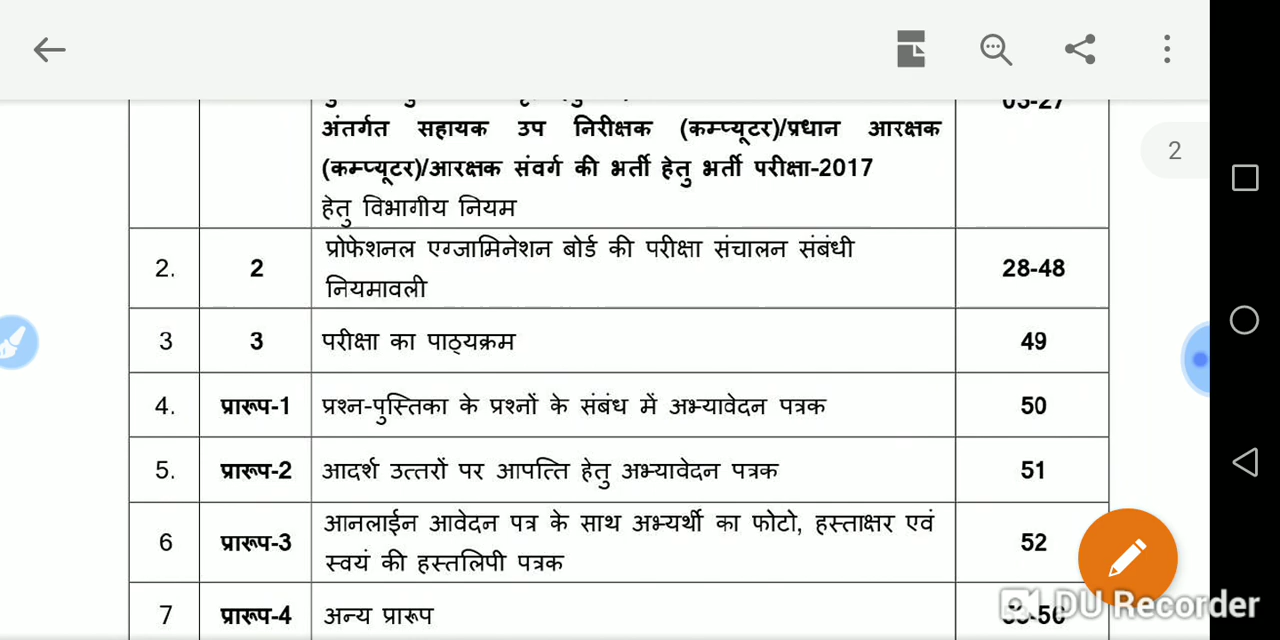 2
अंतर्गत सहायक उप निरीक्षक (कम्प्यूटर)/प्रधान आरक्षक
(कम्प्यूटर)/आरक्षक संवर्ग की भर्ती हेतु भर्ती परीक्षा-2017
हेतु विभागीय नियम
2. 2 प्रोफेशनल एग्जामिनेशन बोर्ड की परीक्षा संचालन संबंधी 28-48
नियमावली
3 3 परीक्षा का पाठ्यक्रम 49
4. प्रारूप-1 प्रश्न-पुस्तिका के प्रश्नों के संबंध में अभ्यावेदन पत्रक 50
5. प्रारूप-2 आदर्श उत्तरों पर आपत्ति हेतु अभ्यावेदन पत्रक 51
6 प्रारूप-3 आनलाईन आवेदन पत्र के साथ अभ्यर्थी का फोटो, हस्ताक्षर एवं 52
स्वयं की हस्तलिपी पत्रक
7 प्रारूप-4 अन्य प्रारूप
DU Recorder